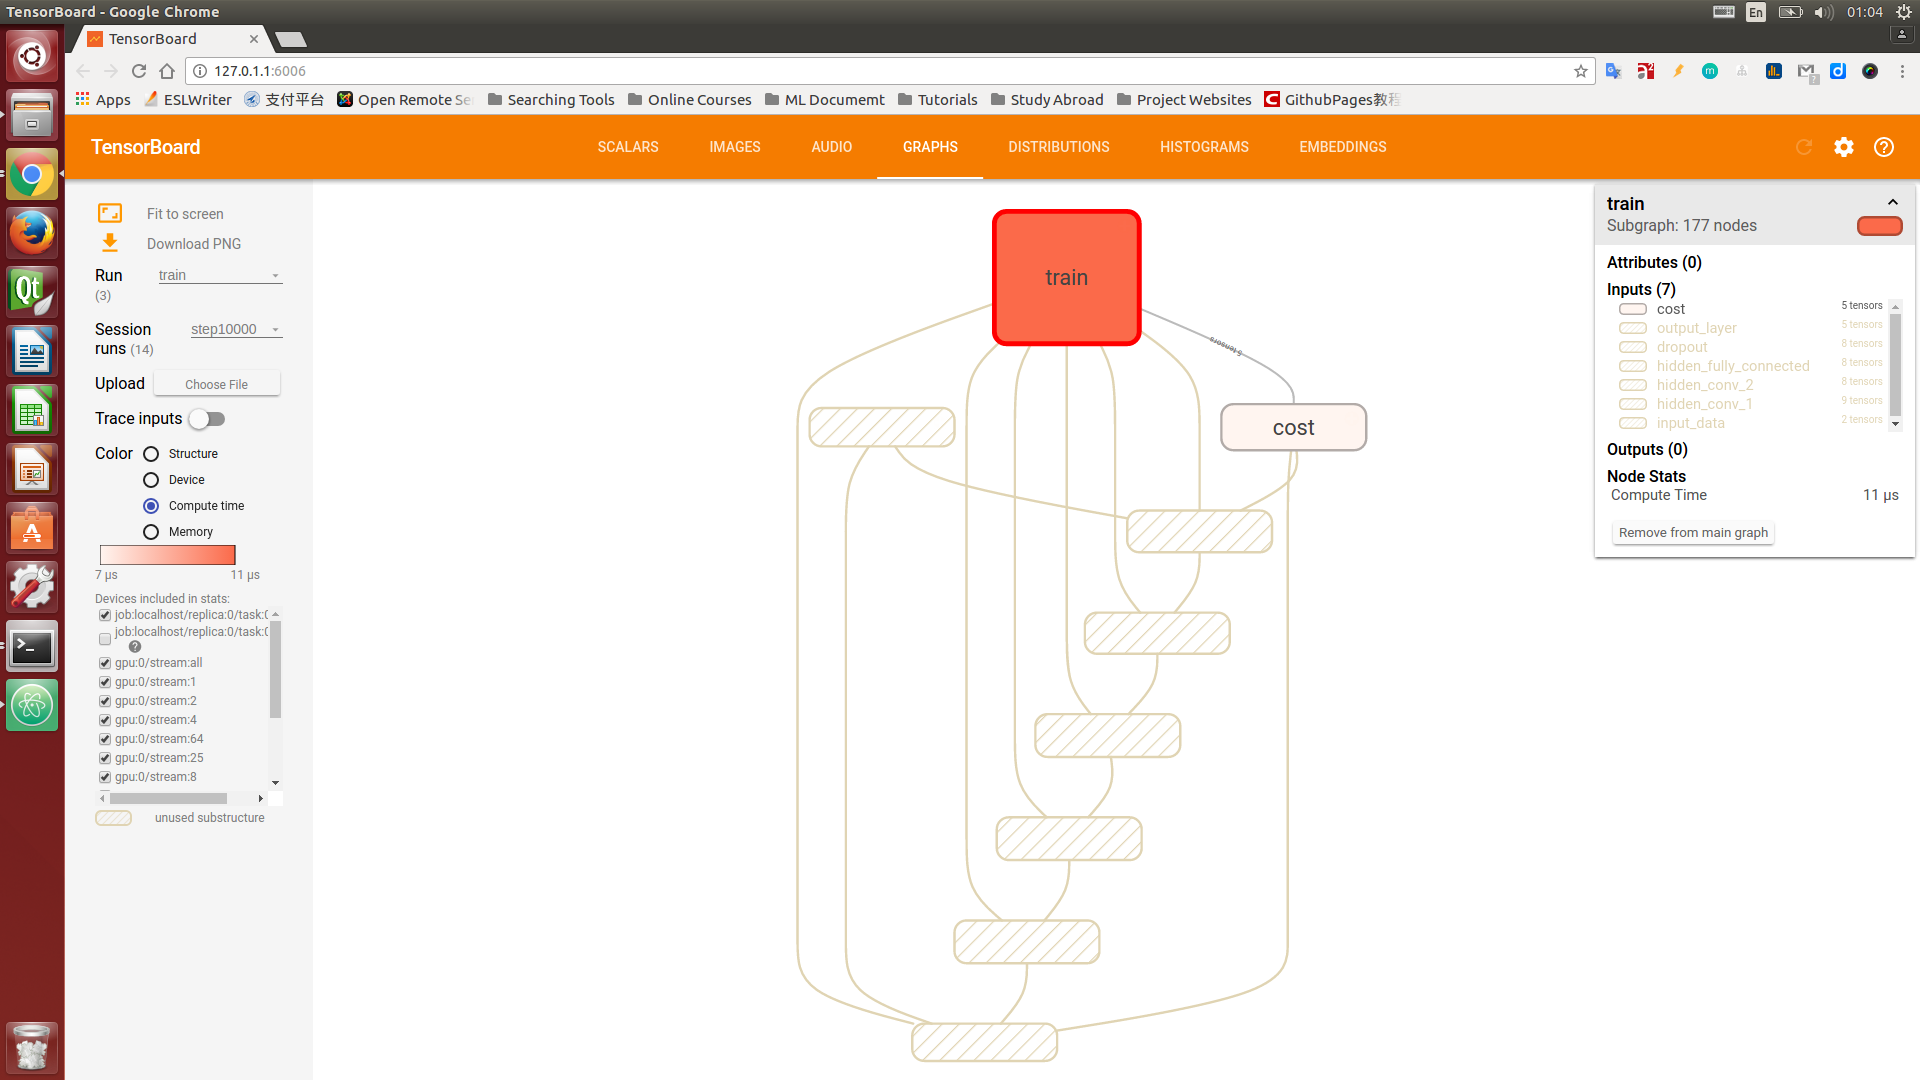 TensorBoard - Google Chrome
En
01:04
TensorBoard
127.0.1.1:6006
Apps ESLWriter 支付平台 Open Remote Se Searching Tools Online Courses ML Documemt Tutorials Study Abroad Project Websites GithubPages教程
TensorBoard
SCALARS IMAGES AUDIO GRAPHS DISTRIBUTIONS HISTOGRAMS EMBEDDINGS
Fit to screen
Download PNG
Run
(3)
train
Session
runs (14)
step10000
Upload Choose File
Trace inputs
Color
Structure
Device
Compute time
Memory
7 µs 11 µs
Devices included in stats:
job:localhost/replica:0/task:0
job:localhost/replica:0/task:0
gpu:0/stream:all
gpu:0/stream:1
gpu:0/stream:2
gpu:0/stream:4
gpu:0/stream:64
gpu:0/stream:25
gpu:0/stream:8
unused substructure
train
5 tensors
cost
train
Subgraph: 177 nodes
Attributes (0)
Inputs (7)
cost 5 tensors
output_layer 5 tensors
dropout 8 tensors
hidden_fully_connected 8 tensors
hidden_conv_2 8 tensors
hidden_conv_1 9 tensors
input_data 2 tensors
Outputs (0)
Node Stats
Compute Time 11 µs
Remove from main graph